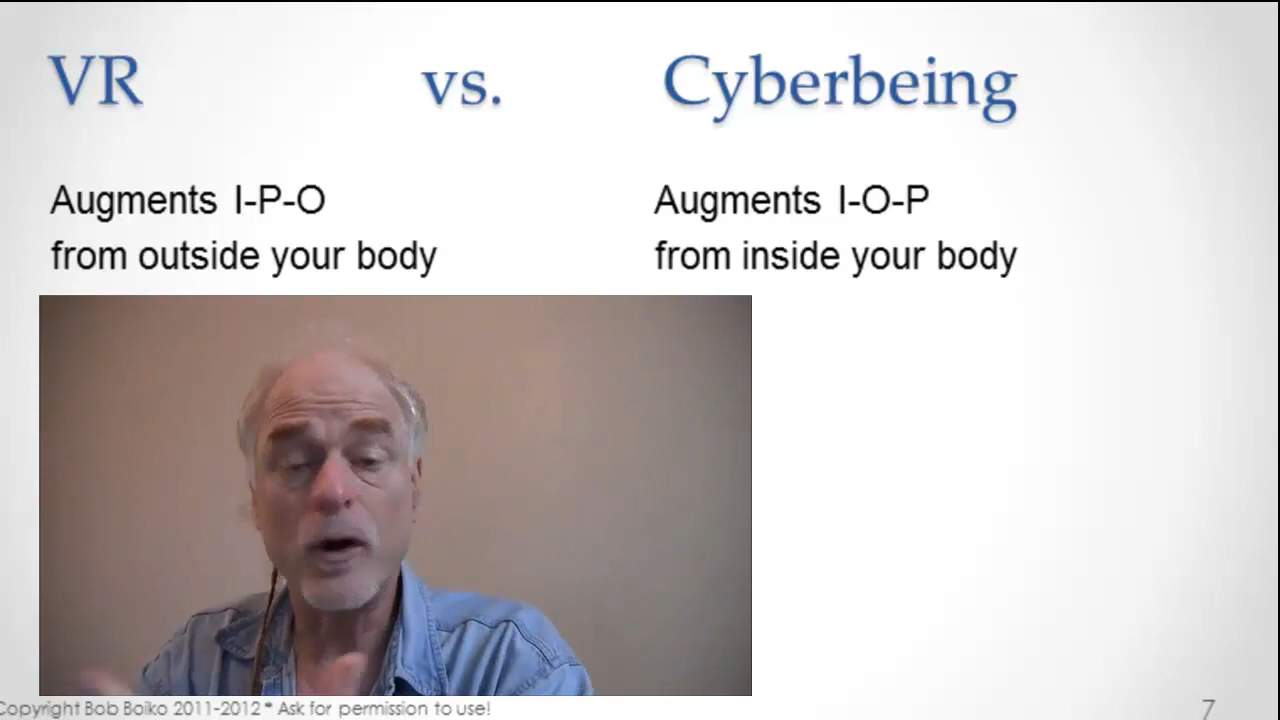 VR vs. Cyberbeing
Augments I-P-O
from outside your body
Augments I-O-P
from inside your body
Copyright Bob Boiko 2011-2012 * Ask for permission to use!
7